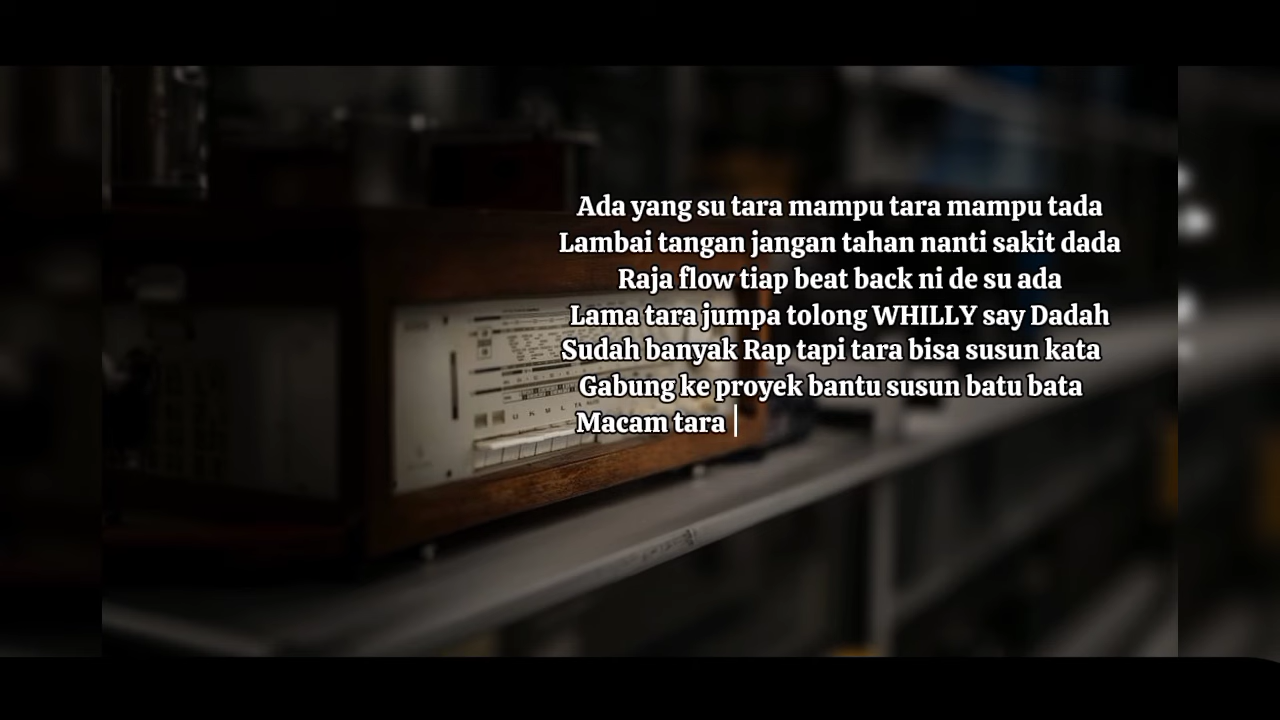 Ada yang su tara mampu tara mampu tada
Lambai tangan jangan tahan nanti sakit dada
Raja flow tiap beat back ni de su ada
Lama tara jumpa tolong WHILLY say Dadah
Sudah banyak Rap tapi tara bisa susun kata
Gabung ke proyek bantu susun batu bata
Macam tara